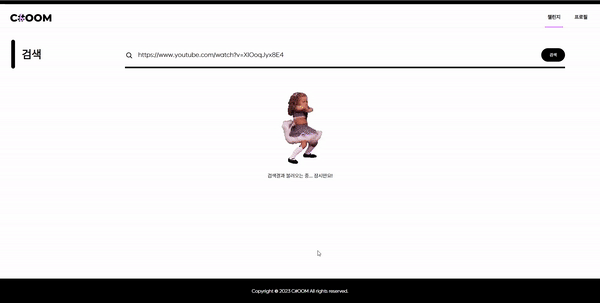 C#OOM
챌린지
프로필
검색
https://www.youtube.com/watch?v=XIOoqJyx8E4
검색
검색결과 불러오는 중... 잠시만요!
Copyright © 2023 C#OOM All rights reserved.